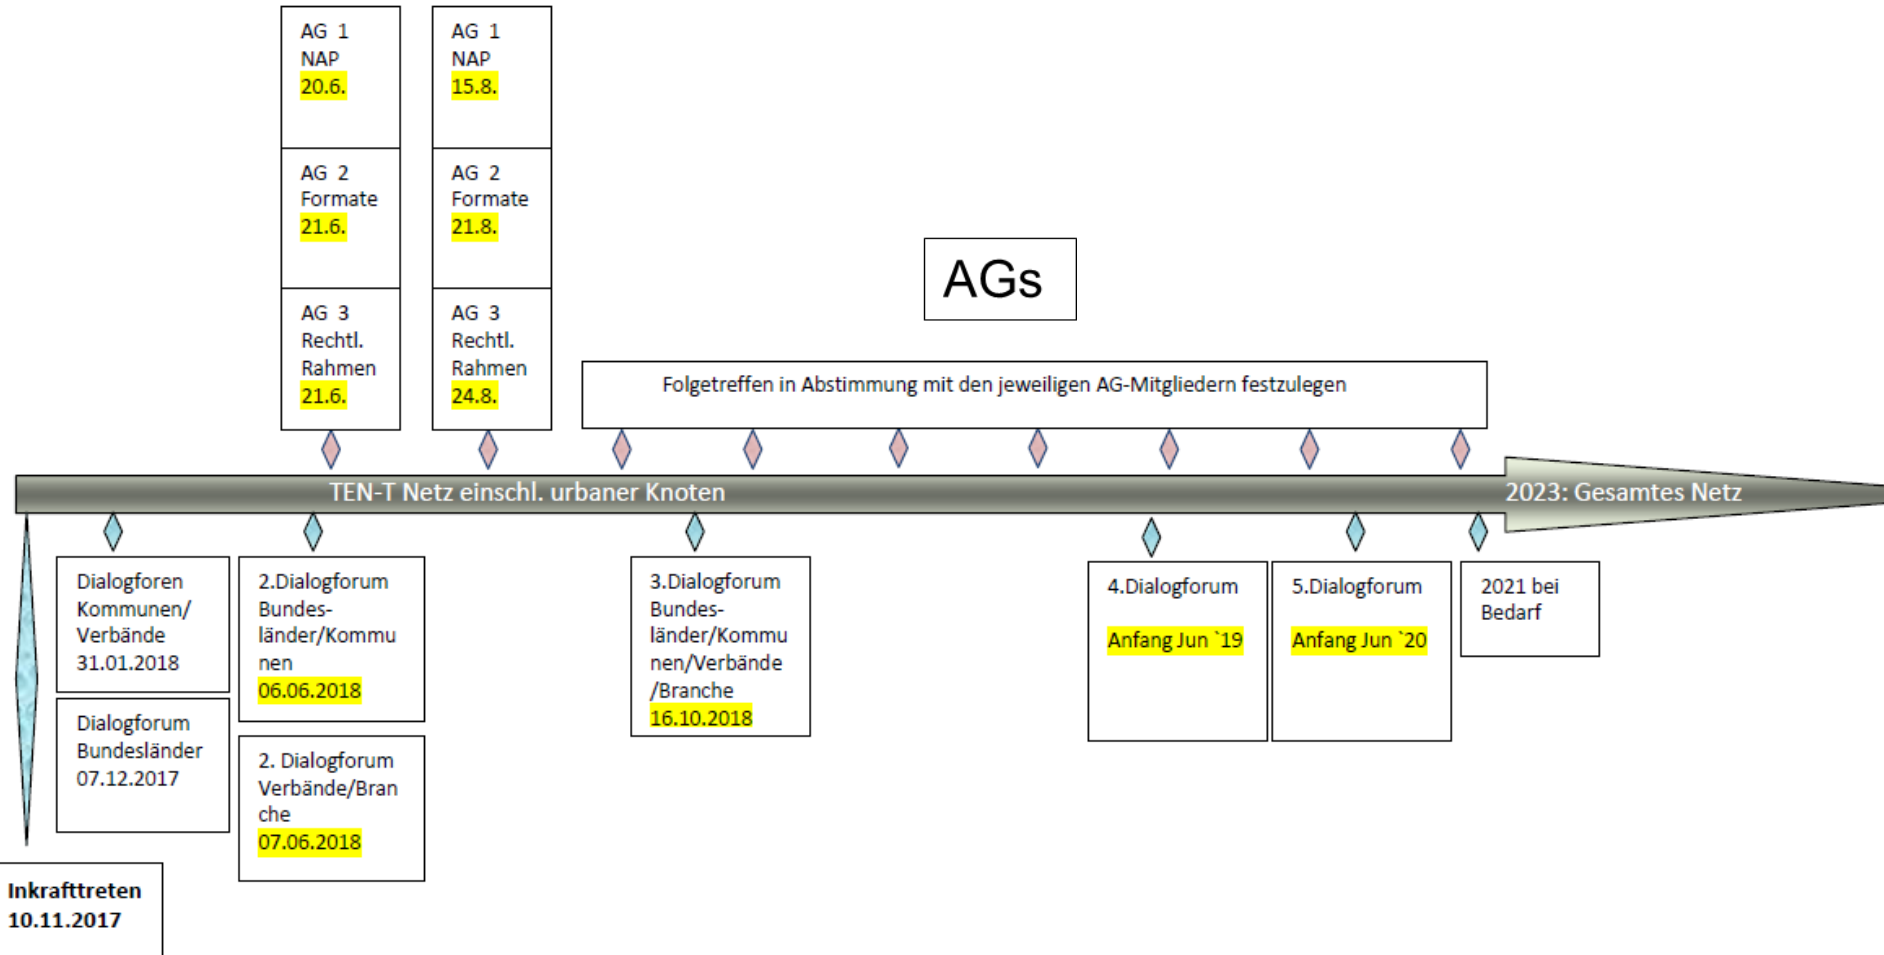 AG 1
NAP
20.6.
AG 2
Formate
21.6.
AG 3
Rechtl.
Rahmen
21.6.
AG 1
NAP
15.8.
AG 2
Formate
21.8.
AG 3
Rechtl.
Rahmen
24.8.
AGs
Folgetreffen in Abstimmung mit den jeweiligen AG-Mitgliedern festzulegen
TEN-T Netz einschl. urbaner Knoten
2023: Gesamtes Netz
Dialogforen
Kommunen/
Verbände
31.01.2018
Dialogforum
Bundesländer
07.12.2017
2.Dialogforum
Bundes-
länder/Kommu
nen
06.06.2018
2. Dialogforum
Verbände/Bran
che
07.06.2018
3.Dialogforum
Bundes-
länder/Kommu
nen/Verbände
/Branche
16.10.2018
4.Dialogforum
Anfang Jun `19
5.Dialogforum
Anfang Jun `20
2021 bei
Bedarf
Inkrafttreten
10.11.2017